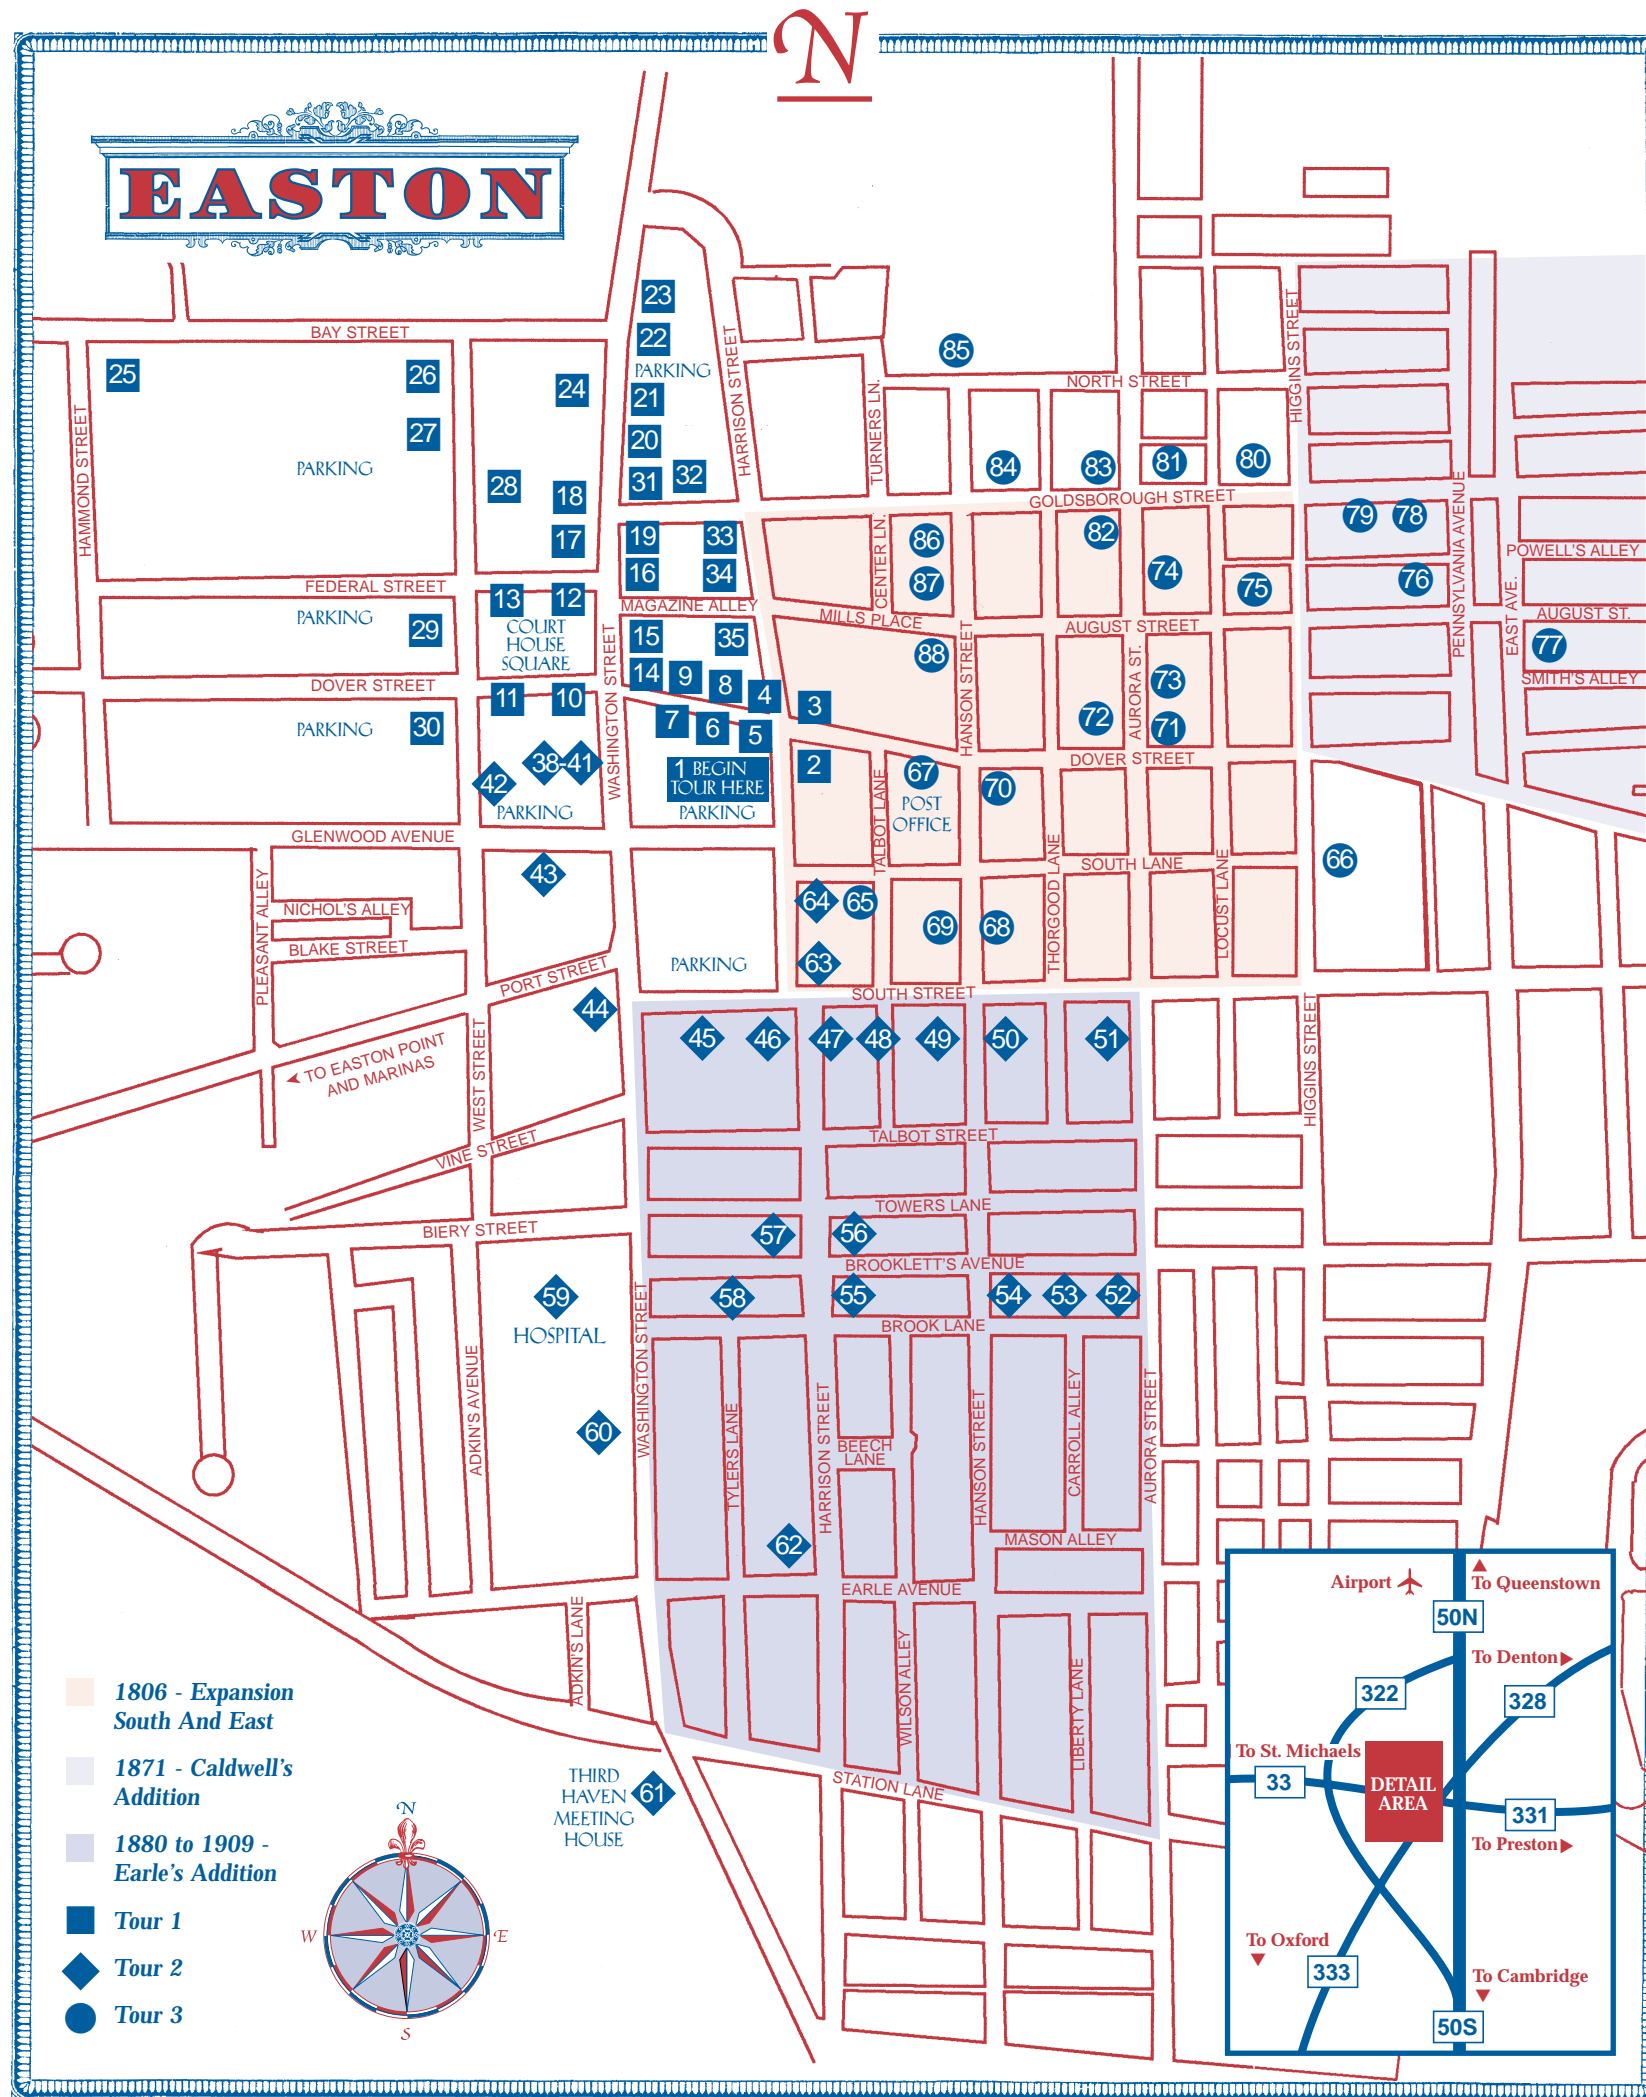 N
EASTON
23
BAY STREET
22
HARRISON STREET
HIGGINS STREET
85
25
26
24
PARKING
21
NORTH STREET
TURNERS LN.
HAMMOND STREET
27
20
PARKING
28
18
31
32
84
83
81
80
GOLDSBOROUGH STREET
PENNSYLVANIA AVENUE
17
19
33
CENTER LN.
86
82
79
78
POWELL'S ALLEY
16
34
87
74
75
76
FEDERAL STREET
13
12
MAGAZINE ALLEY
MILLS PLACE
AUGUST STREET
EAST AVE.
AUGUST ST.
PARKING
29
COURT
HOUSE
SQUARE
WASHINGTON STREET
15
35
88
HANSON STREET
AURORA ST.
77
DOVER STREET
14
9
8
4
73
SMITH'S ALLEY
PARKING
30
11
10
7
6
5
3
72
71
DOVER STREET
42
38-41
1 BEGIN
TOUR HERE
2
TALBOT LANE
67
POST
OFFICE
70
PARKING
PARKING
GLENWOOD AVENUE
THORGOOD LANE
SOUTH LANE
LOCUST LANE
66
PLEASANT ALLEY
43
NICHOL'S ALLEY
64
65
69
68
BLAKE STREET
PORT STREET
PARKING
63
SOUTH STREET
44
HIGGINS STREET
45
46
47
48
49
50
51
TO EASTON POINT
AND MARINAS
WEST STREET
VINE STREET
TALBOT STREET
TOWERS LANE
BIERY STREET
57
56
BROOKLETT'S AVENUE
59
HOSPITAL
WASHINGTON STREET
58
55
54
53
52
BROOK LANE
ADKIN'S AVENUE
60
TYLERS LANE
HARRISON STREET
BEECH
LANE
HANSON STREET
CARROLL ALLEY
AURORA STREET
62
MASON ALLEY
EARLE AVENUE
ADKIN'S LANE
WILSON ALLEY
LIBERTY LANE
STATION LANE
THIRD
HAVEN
MEETING
HOUSE
61
1806 - Expansion
South And East
1871 - Caldwell's
Addition
1880 to 1909 -
Earle's Addition
Tour 1
Tour 2
Tour 3
N
W
E
S
Airport
To Queenstown
50N
To Denton
322
328
To St. Michaels
33
DETAIL
AREA
331
To Preston
To Oxford
333
To Cambridge
50S